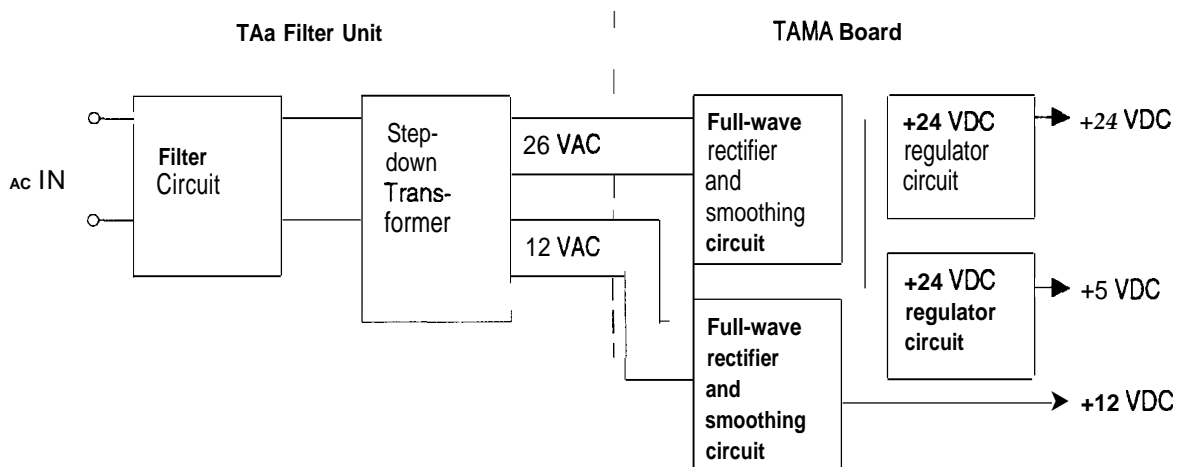 TAa Filter Unit
TAMA Board
AC IN
Filter
Circuit
Step-
down
Trans-
former
26 VAC
12 VAC
Full-wave
rectifier
and
smoothing
circuit
+24 VDC
regulator
circuit
+24 VDC
+24 VDC
regulator
circuit
+5 VDC
Full-wave
rectifier
and
smoothing
circuit
+12 VDC